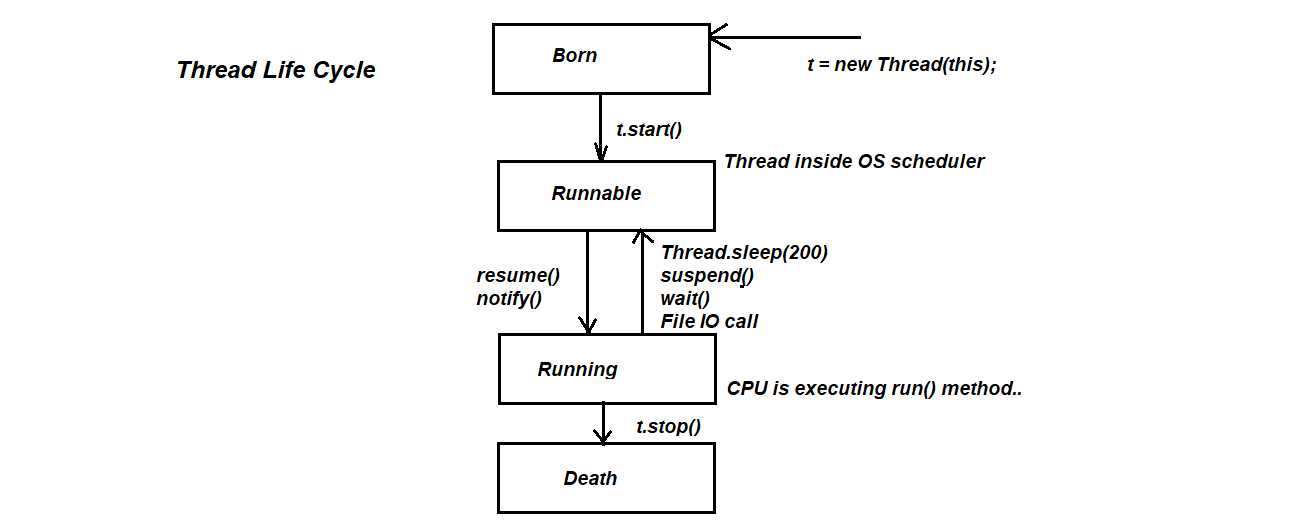 Thread Life Cycle
Born
t = new Thread(this);
t.start()
Thread inside OS scheduler
Runnable
resume()
notify()
Thread.sleep(200)
suspend()
wait()
File IO call
Running
CPU is executing run() method..
t.stop()
Death